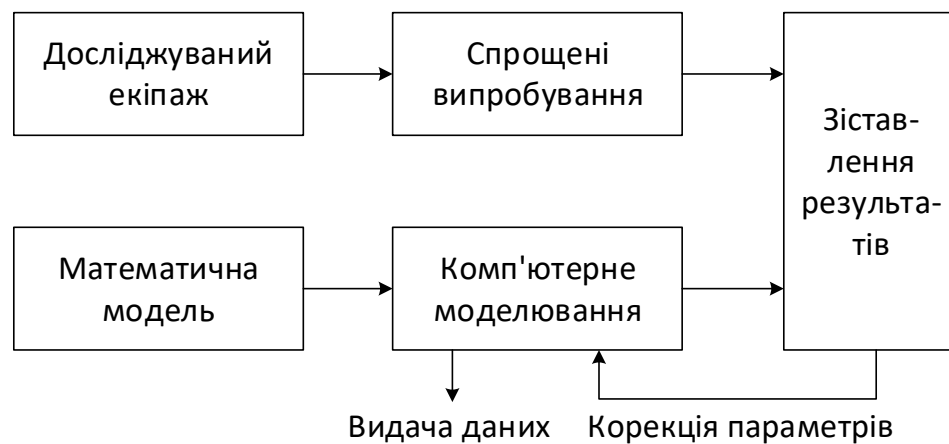 Досліджуваний
екіпаж
Спрощені
випробування
Зістав-
лення
результа-
тів
Математична
модель
Комп'ютерне
моделювання
Видача даних
Корекція параметрів